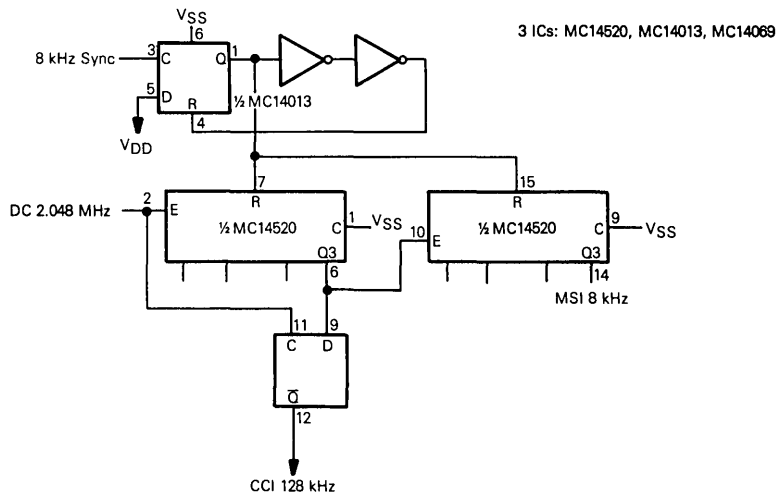 VSS
3 ICs: MC14520, MC14013, MC14069
6
8 kHz Sync
3
C
Q
1
5
D
R
½ MC14013
4
VDD
7
15
DC 2.048 MHz
2
E
R
½ MC14520
C
1
VSS
Q3
6
10
E
R
½ MC14520
C
9
VSS
Q3
14
MSI 8 kHz
11
9
C
D
Q̅
12
CCI 128 kHz